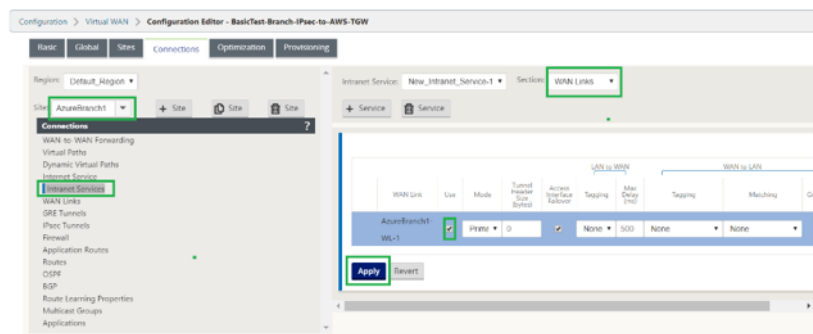 Configuration > Virtual WAN > Configuration Editor - BasicTest-Branch-IPsec-to-AWS-TGW
Basic Global Sites Connections Optimization Provisioning
Region: Default_Region
Site: AzureBranch1 + Site Site Site
Connections ?
WAN-to-WAN Forwarding
Virtual Paths
Dynamic Virtual Paths
Internet Service
Intranet Services
WAN Links
GRE Tunnels
IPsec Tunnels
Firewall
Application Routes
Routes
OSPF
BGP
Route Learning Properties
Multicast Groups
Applications
Intranet Service: New_Intranet_Service-1 Section: WAN Links
+ Service Service
LAN to WAN WAN to LAN
WAN Link Use Mode Tunnel Header Size (bytes) Access Interface Failover Tagging Max Delay (ms) Tagging Matching
AzureBranch1-WL-1 Prime 0 None 500 None None
Apply Revert